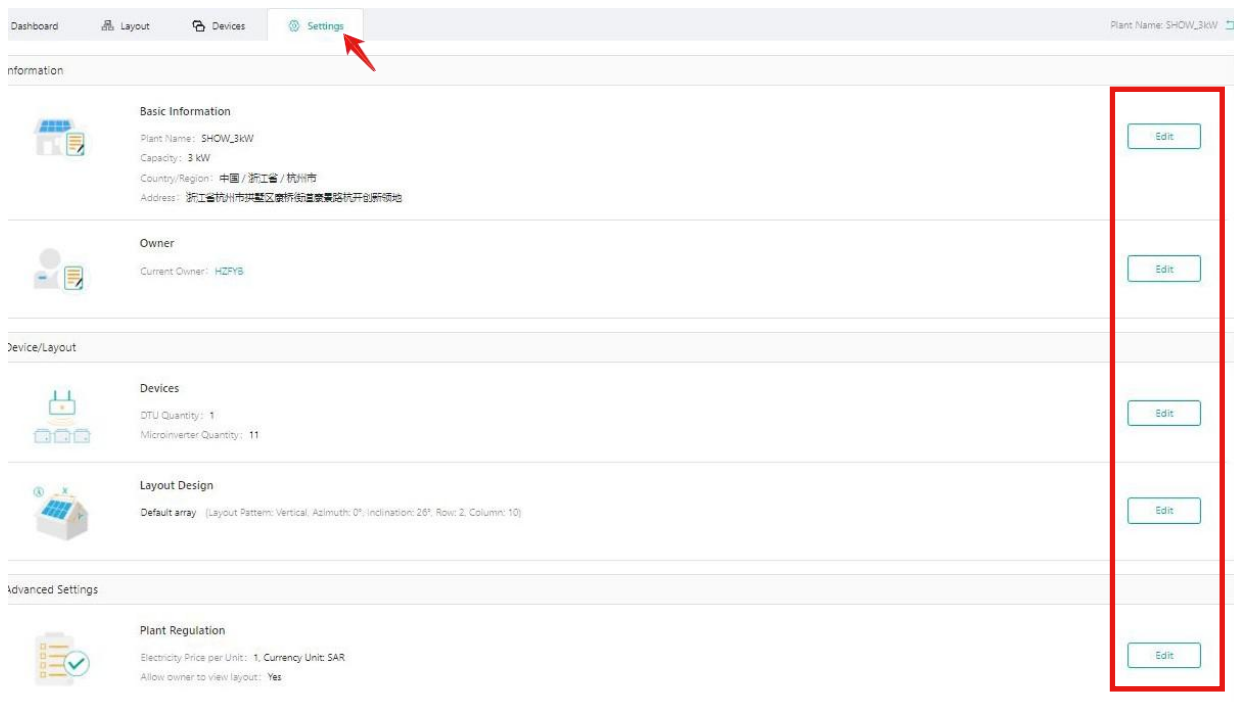 Dashboard Layout Devices Settings Plant Name: SHOW_3kW
Information
Basic Information
Plant Name: SHOW_3kW
Edit
Capacity: 3 kW
Country/Region: 中国 / 浙江省 / 杭州市
Address: 浙江省杭州市拱墅区康桥街道康景路杭开创新领地
Owner
Current Owner: HZFYB
Edit
Device/Layout
Devices
DTU Quantity: 1
Edit
Microinverter Quantity: 11
Layout Design
Default array (Layout Pattern: Vertical, Azimuth: 0°, Inclination: 26°, Row: 2, Column: 10)
Edit
Advanced Settings
Plant Regulation
Electricity Price per Unit: 1, Currency Unit: SAR
Edit
Allow owner to view layout: Yes